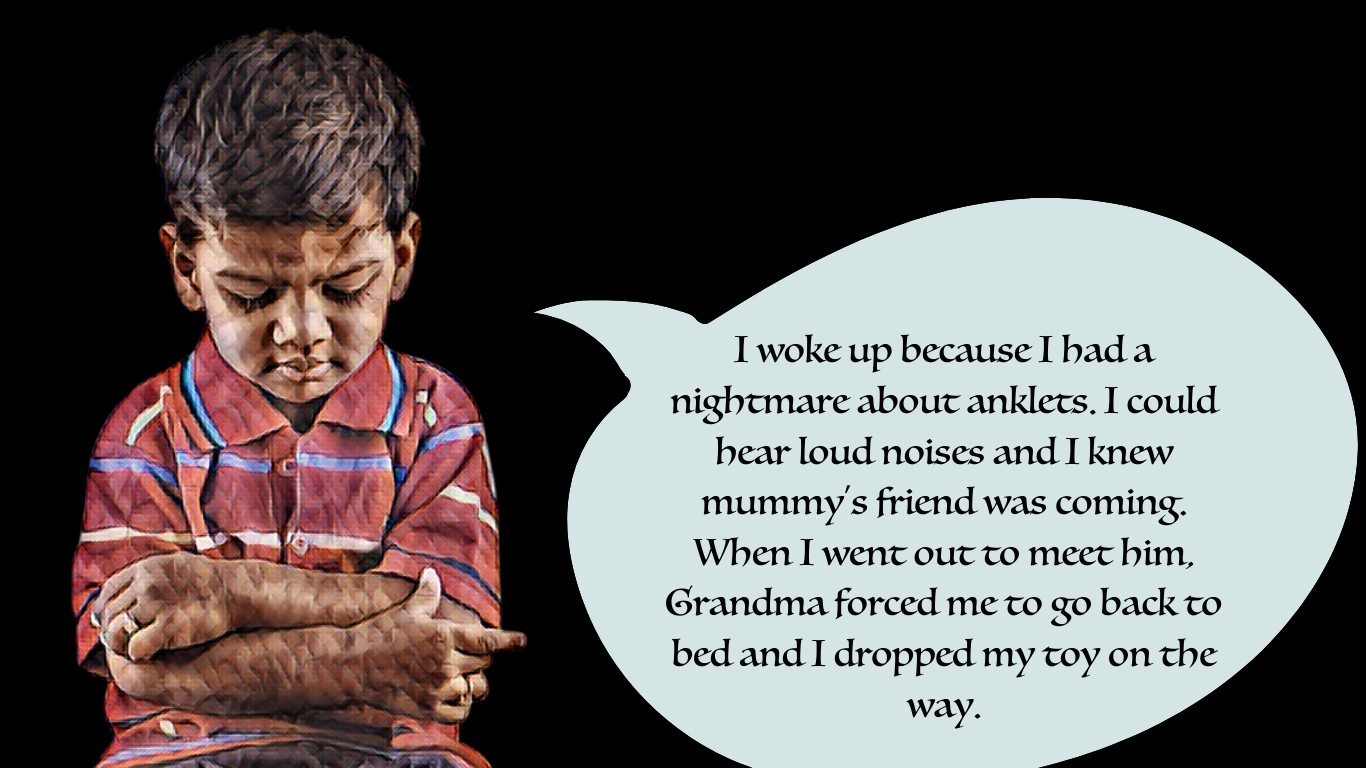 I woke up because I had a
nightmare about anklets. I could
hear loud noises and I knew
mummy's friend was coming.
When I went out to meet him,
Grandma forced me to go back to
bed and I dropped my toy on the
way.